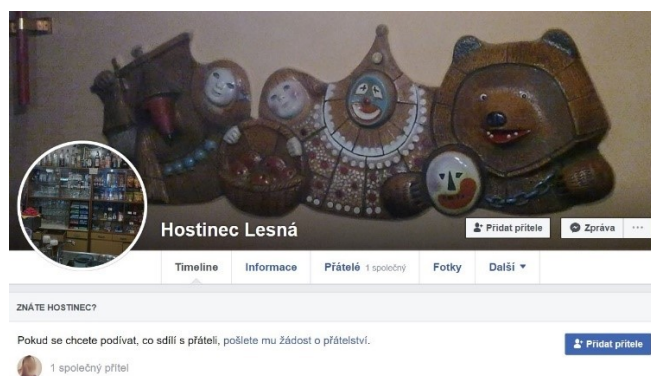 Hostinec Lesná
Přidat přítele
Zpráva
Timeline Informace Přátelé 1 společný Fotky Další
ZNÁTE HOSTINEC?
Pokud se chcete podívat, co sdílí s přáteli, pošlete mu žádost o přátelství.
Přidat přítele
1 společný přítel